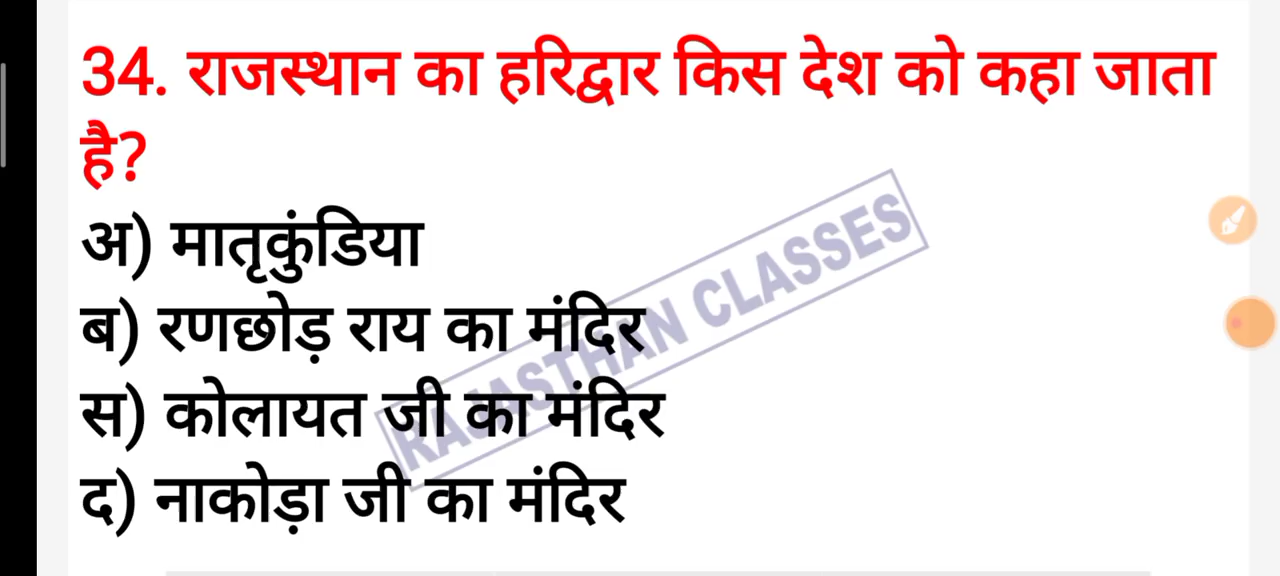 34. राजस्थान का हरिद्वार किस देश को कहा जाता
है?
अ) मातृकुंडिया
ब) रणछोड़ राय का मंदिर
स) कोलायत जी का मंदिर
द) नाकोड़ा जी का मंदिर
RAJASTHAN CLASSES